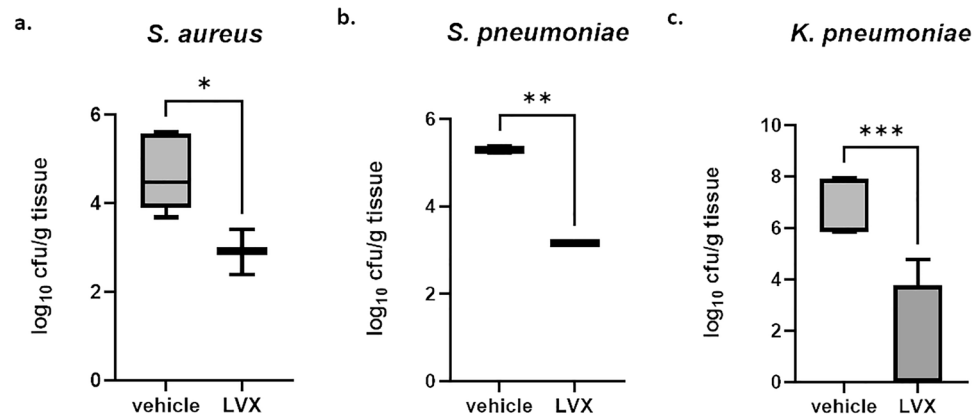 a.
S. aureus
*
log10 cfu/g tissue
6
4
2
0
vehicle LVX
b.
S. pneumoniae
**
log10 cfu/g tissue
6
4
2
0
vehicle LVX
c.
K. pneumoniae
***
log10 cfu/g tissue
10
8
6
4
2
0
vehicle LVX